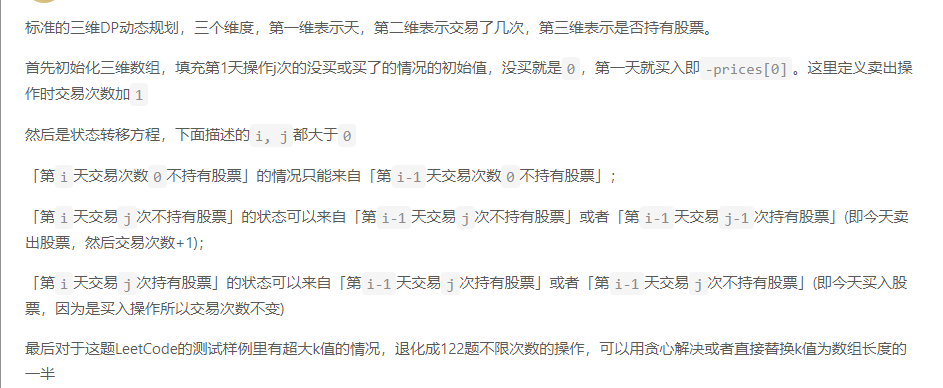 标准的三维DP动态规划，三个维度，第一维表示天，第二维表示交易了几次，第三维表示是否持有股票。
首先初始化三维数组，填充第1天操作j次的没买或买了的情况的初始值，没买就是 0 ，第一天就买入即 -prices[0] 。这里定义卖出操
作时交易次数加 1
然后是状态转移方程，下面描述的 i, j 都大于 0
「第 i 天交易次数 0 不持有股票」的情况只能来自「第 i-1 天交易次数 0 不持有股票」；
「第 i 天交易 j 次不持有股票」的状态可以来自「第 i-1 天交易 j 次不持有股票」或者「第 i-1 天交易 j-1 次持有股票」(即今天卖
出股票，然后交易次数+1)；
「第 i 天交易 j 次持有股票」的状态可以来自「第 i-1 天交易 j 次持有股票」或者「第 i-1 天交易 j 次不持有股票」(即今天买入股
票，因为是买入操作所以交易次数不变)
最后对于这题LeetCode的测试样例里有超大k值的情况，退化成122题不限次数的操作，可以用贪心解决或者直接替换k值为数组长度的
一半